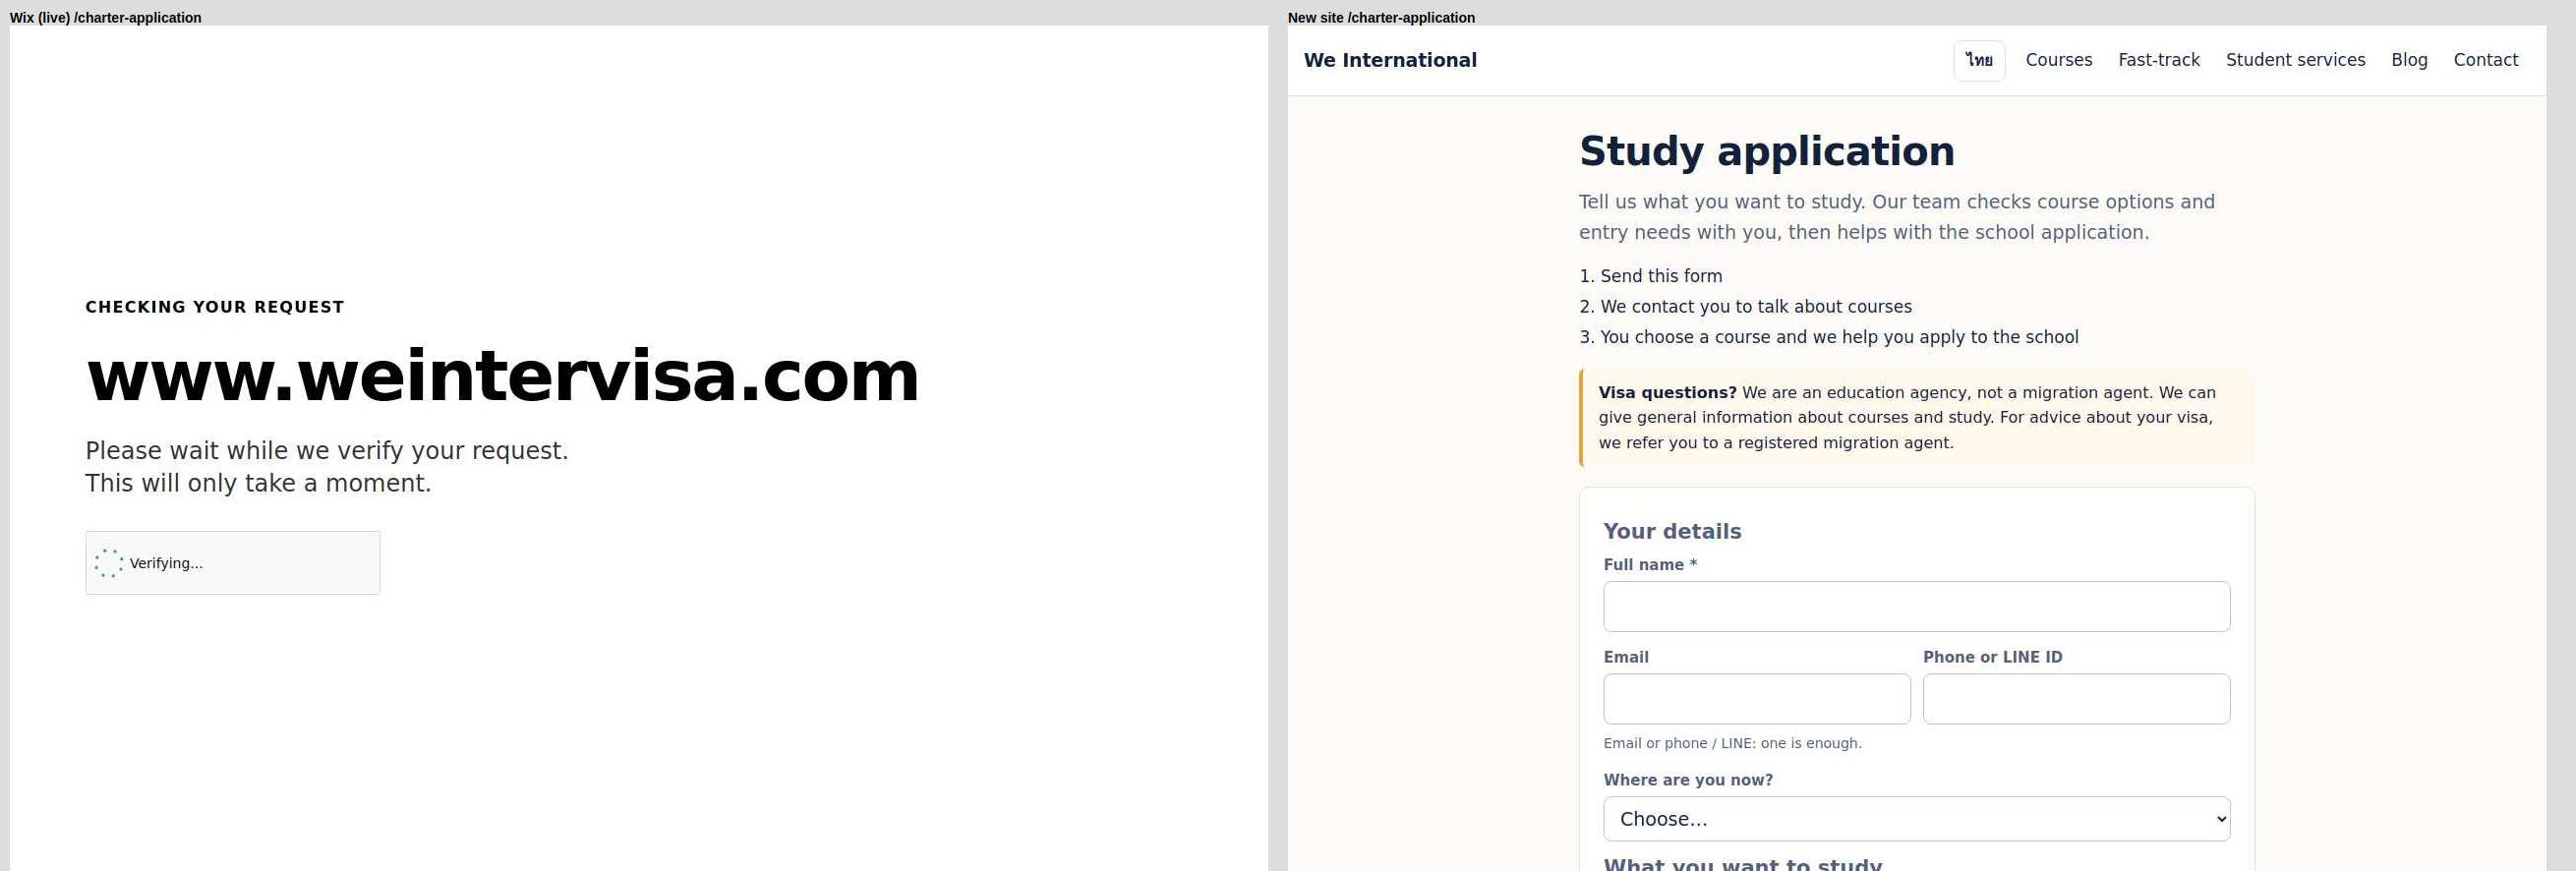 Wix (live) /charter-application
CHECKING YOUR REQUEST
www.weintervisa.com
Please wait while we verify your request.
This will only take a moment.
Verifying...
New site /charter-application
We International
ไทย
Courses
Fast-track
Student services
Blog
Contact
Study application
Tell us what you want to study. Our team checks course options and
entry needs with you, then helps with the school application.
1. Send this form
2. We contact you to talk about courses
3. You choose a course and we help you apply to the school
Visa questions? We are an education agency, not a migration agent. We can
give general information about courses and study. For advice about your visa,
we refer you to a registered migration agent.
Your details
Full name *
Email
Phone or LINE ID
Email or phone / LINE: one is enough.
Where are you now?
Choose...
What you want to study